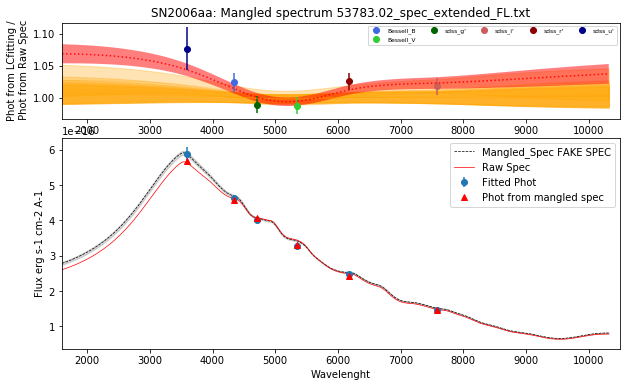 SN2006aa: Mangled spectrum 53783.02_spec_extended_FL.txt
Phot from LCfitting /
Phot from Raw Spec
1.10
1.05
1.00
Bessell_B
Bessell_V
sdss_g'
sdss_i'
sdss_r'
sdss_u'
2000 3000 4000 5000 6000 7000 8000 9000 10000
1e−16
Flux erg s-1 cm-2 A-1
6
5
4
3
2
1
Mangled_Spec FAKE SPEC
Raw Spec
Fitted Phot
Phot from mangled spec
2000 3000 4000 5000 6000 7000 8000 9000 10000
Wavelenght